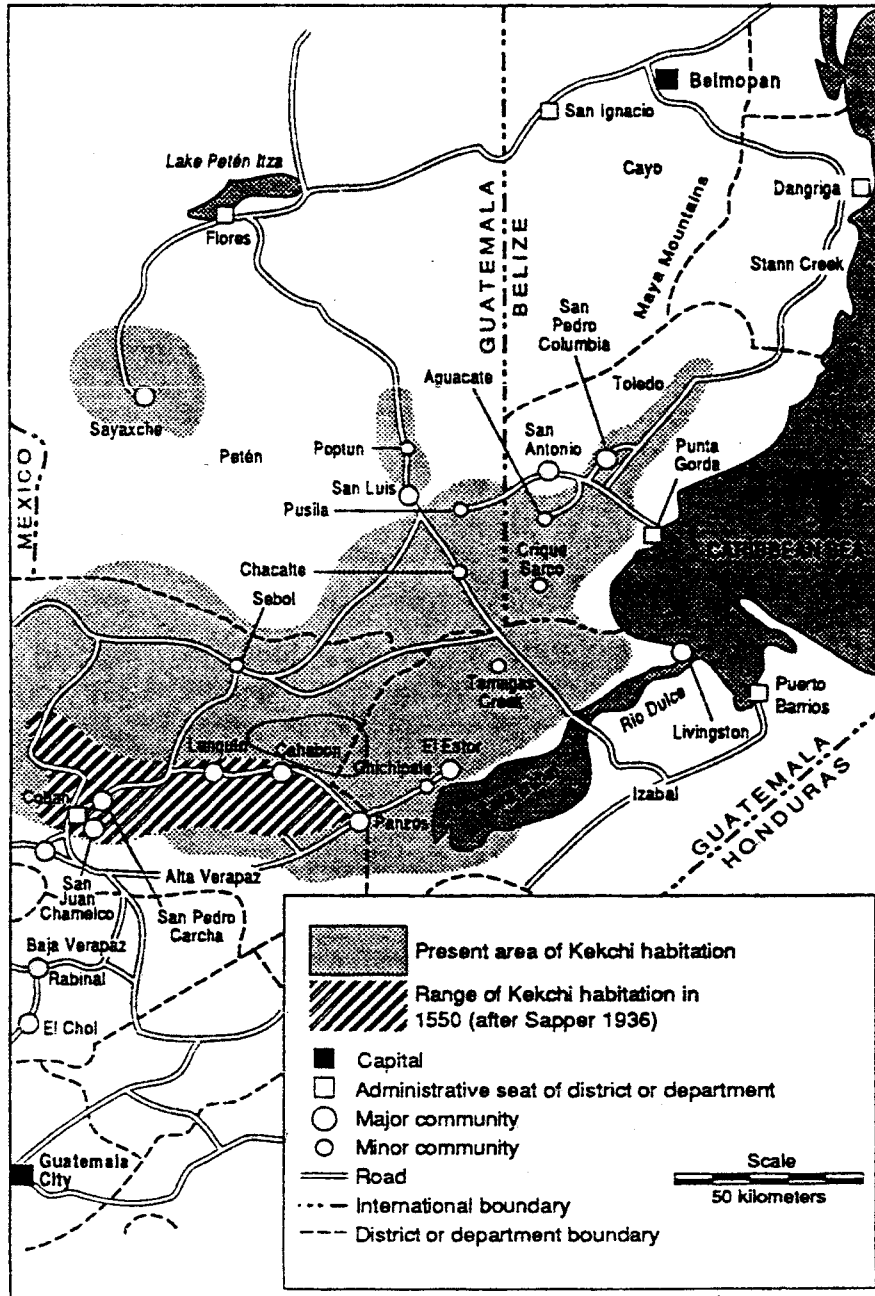 Belmopan
San Ignacio
Lake Petén Itza
Cayo
Dangriga
Flores
GUATEMALA
BELIZE
Maya Mountains
Stann Creek
San
Pedro
Columbia
Aguacate
Toledo
Sayaxche
Petén
Poptun
San
Antonio
Punta
Gorda
MEXICO
San Luis
Pusila
CARIBBEAN SEA
Crique
Sarco
Chacalte
Sebol
Tamagas
Creek
Rio Dulce
Puerto
Barrios
Livingston
Lanquin
Cahabon
El Estor
Chichipate
Izabal
Coban
Panzos
GUATEMALA
HONDURAS
Alta Verapaz
San
Juan
Chamelco
San Pedro
Carcha
Baja Verapaz
Rabinal
El Chol
Guatemala
City
Present area of Kekchi habitation
Range of Kekchi habitation in
1550 (after Sapper 1936)
Capital
Administrative seat of district or department
Major community
Minor community
Road
International boundary
District or department boundary
Scale
50 kilometers